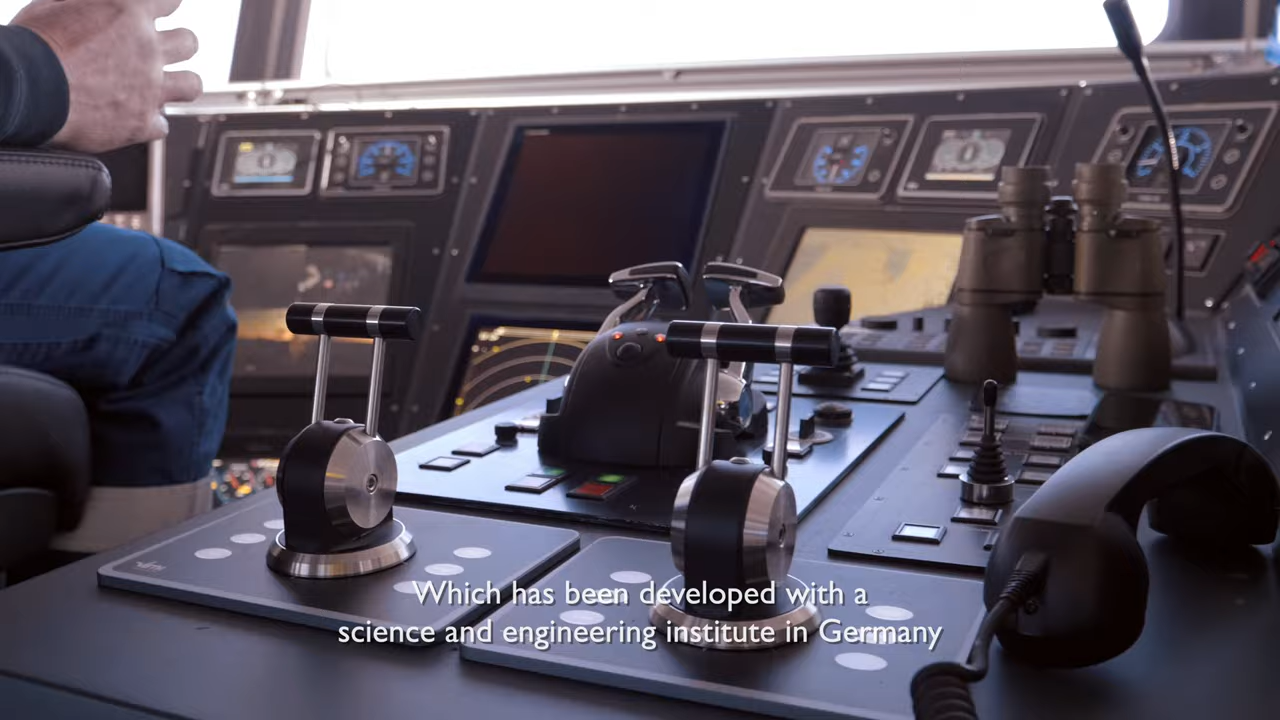 Which has been developed with a
science and engineering institute in Germany